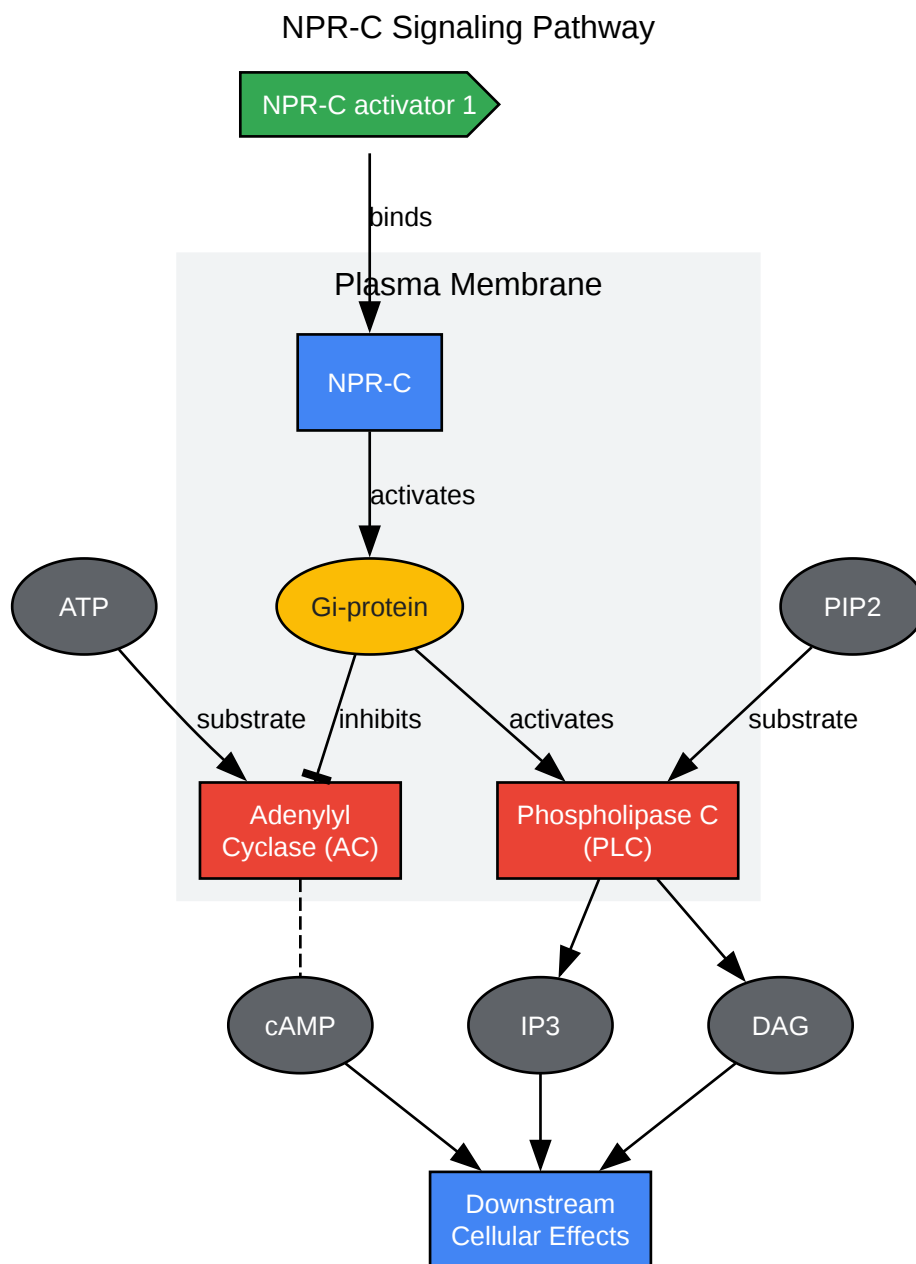 NPR-C Signaling Pathway
NPR-C activator 1
binds
Plasma Membrane
NPR-C
activates
ATP
Gi-protein
PIP2
substrate
inhibits
activates
substrate
Adenylyl
Cyclase (AC)
Phospholipase C
(PLC)
cAMP
IP3
DAG
Downstream
Cellular Effects